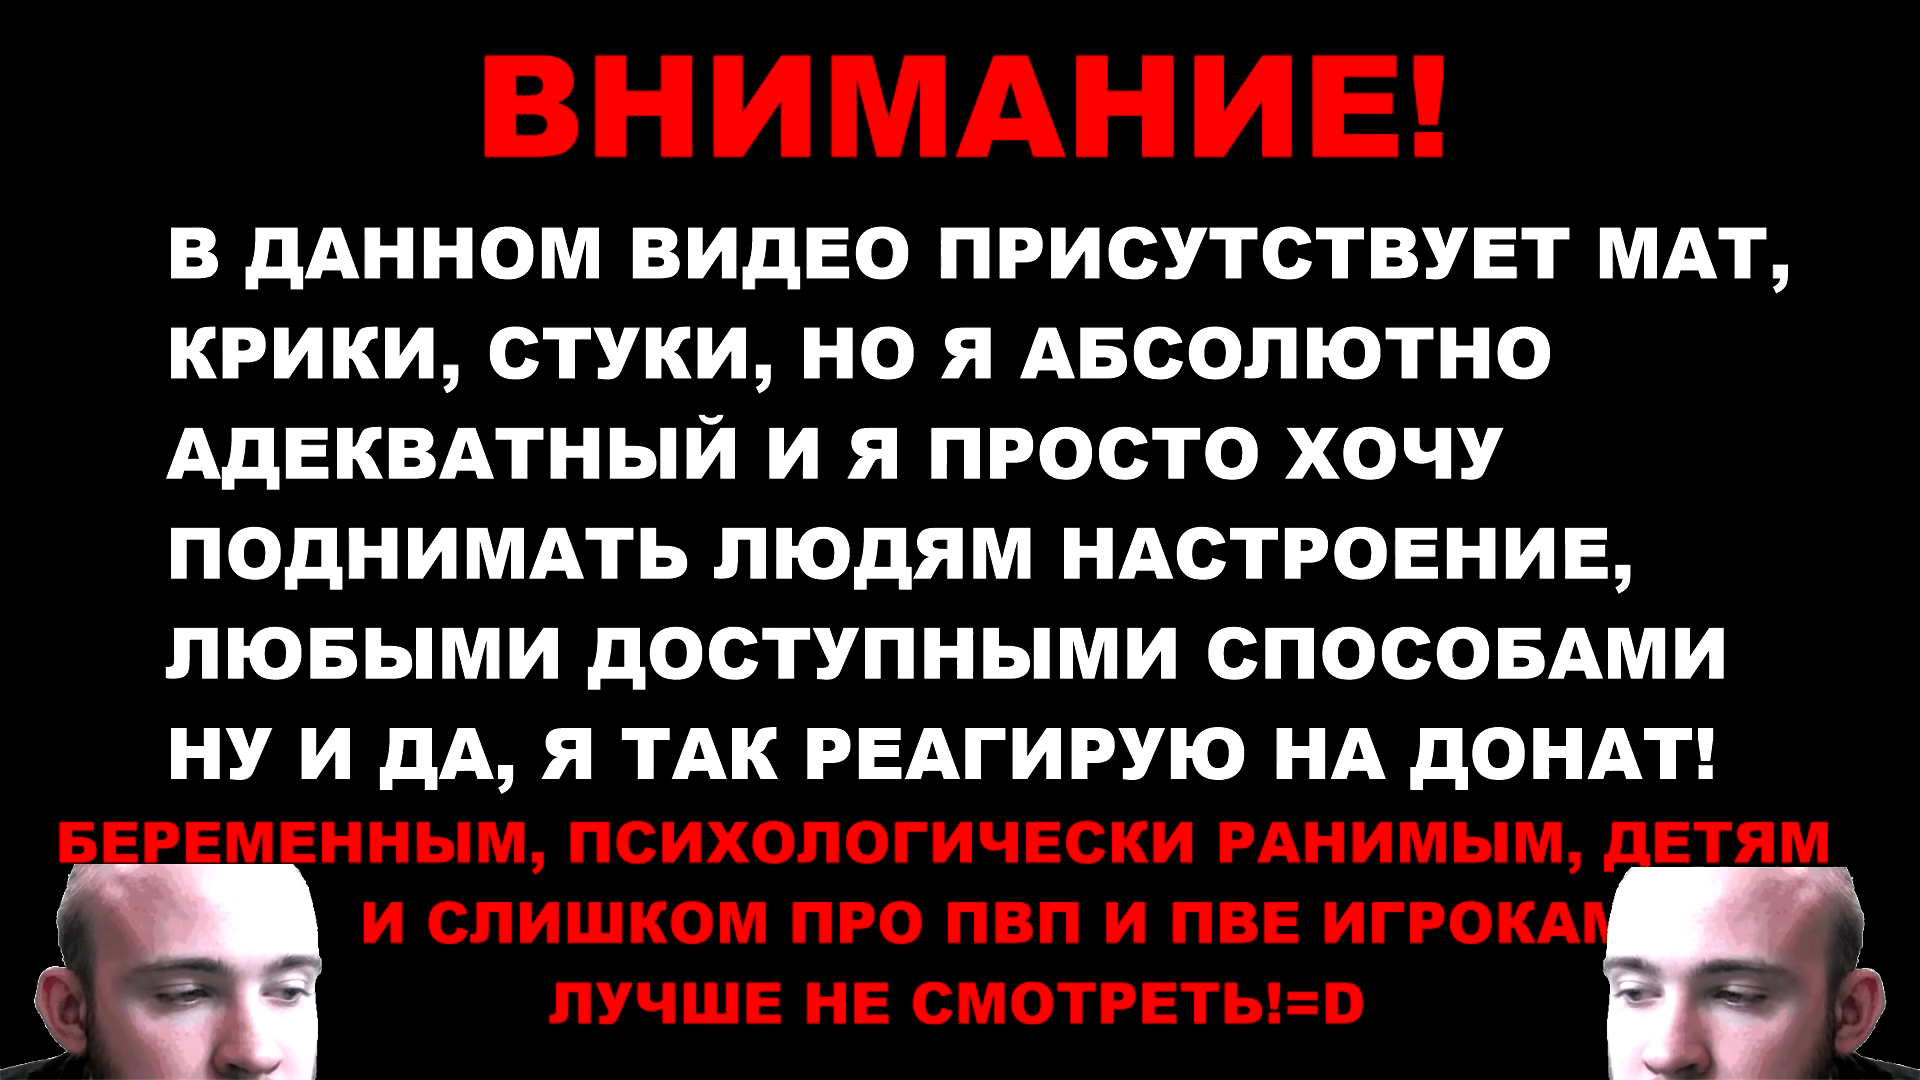 ВНИМАНИЕ!
В ДАННОМ ВИДЕО ПРИСУТСТВУЕТ МАТ,
КРИКИ, СТУКИ, НО Я АБСОЛЮТНО
АДЕКВАТНЫЙ И Я ПРОСТО ХОЧУ
ПОДНИМАТЬ ЛЮДЯМ НАСТРОЕНИЕ,
ЛЮБЫМИ ДОСТУПНЫМИ СПОСОБАМИ
НУ И ДА, Я ТАК РЕАГИРУЮ НА ДОНАТ!
БЕРЕМЕННЫМ, ПСИХОЛОГИЧЕСКИ РАНИМЫМ, ДЕТЯМ
И СЛИШКОМ ПРО ПВП И ПВЕ ИГРОКАМ
ЛУЧШЕ НЕ СМОТРЕТЬ!=D